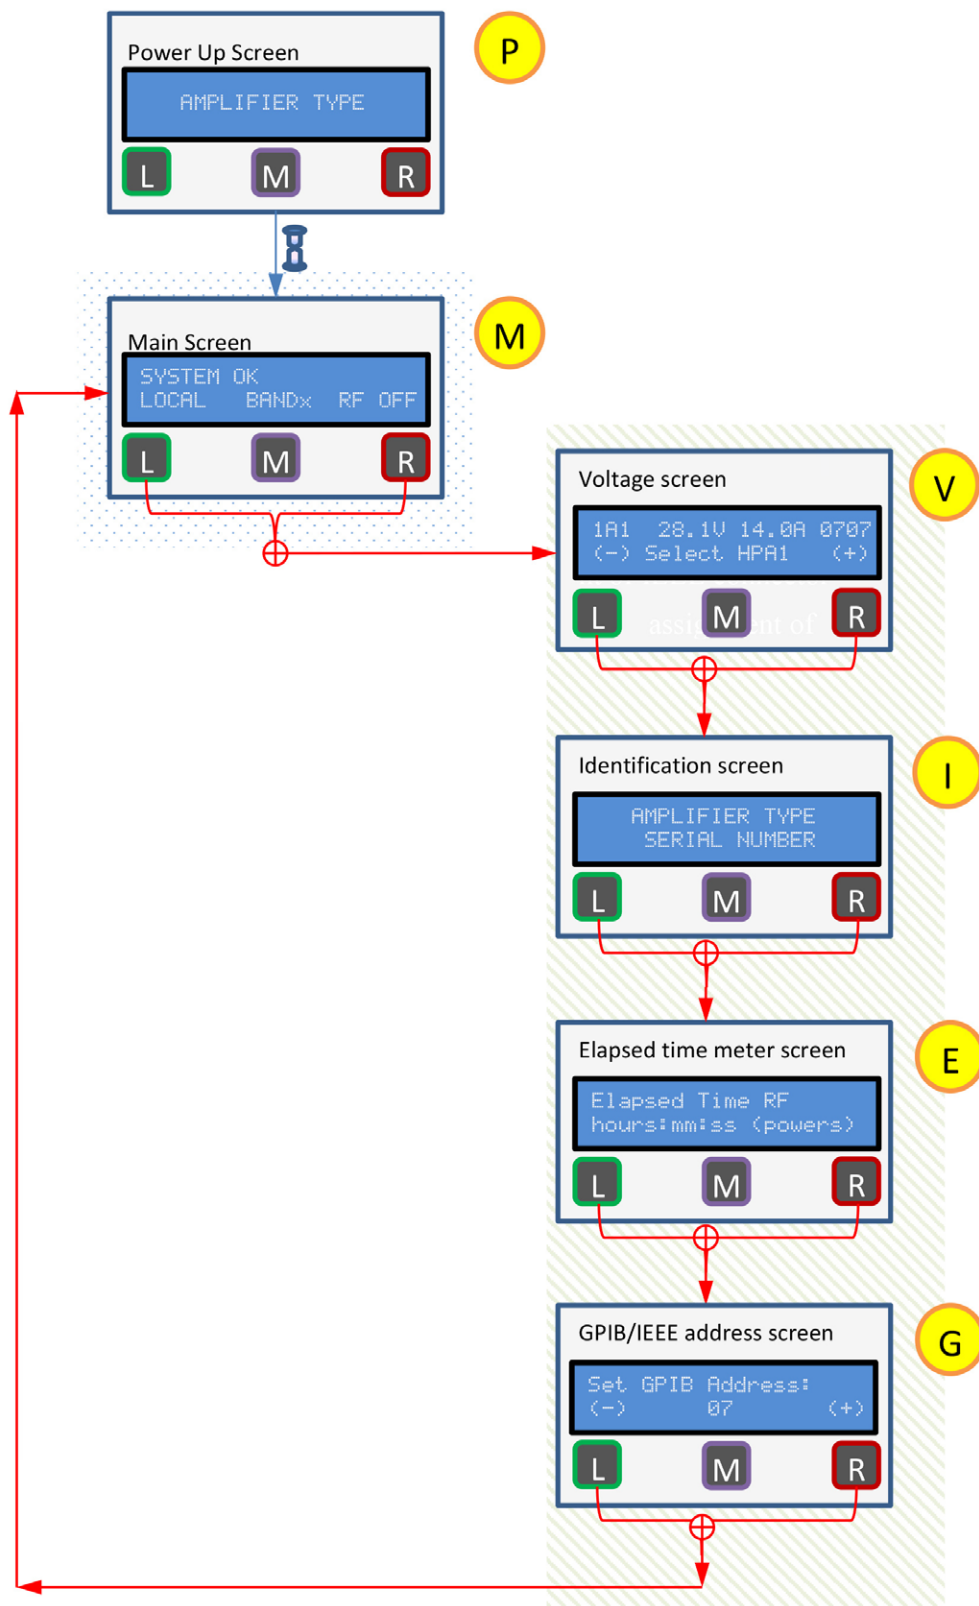 Power Up Screen
P
AMPLIFIER TYPE
L M R
Main Screen
M
SYSTEM OK
LOCAL BANDx RF OFF
L M R
Voltage screen
V
1A1 28.1V 14.0A 0707
(-) Select HPA1 (+)
L M R
assignment of
Identification screen
I
AMPLIFIER TYPE
SERIAL NUMBER
L M R
Elapsed time meter screen
E
Elapsed Time RF
hours:mm:ss (powers)
L M R
GPIB/IEEE address screen
G
Set GPIB Address:
(-) 07 (+)
L M R